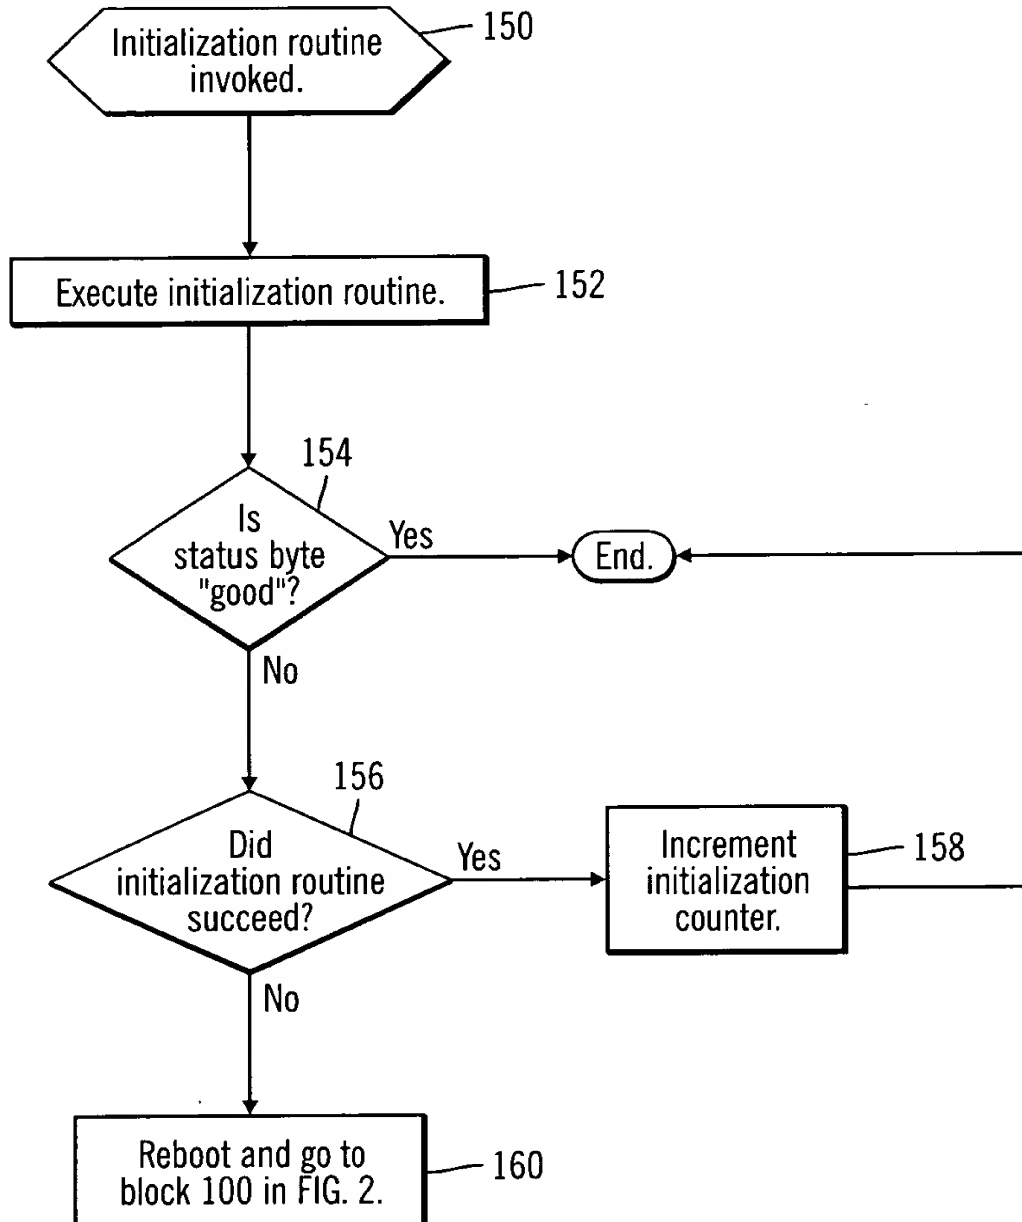 150
Initialization routine
invoked.
Execute initialization routine.
152
154
Is
status byte
"good"?
Yes
End.
No
156
Did
initialization routine
succeed?
Yes
Increment
initialization
counter.
158
No
Reboot and go to
block 100 in FIG. 2.
160